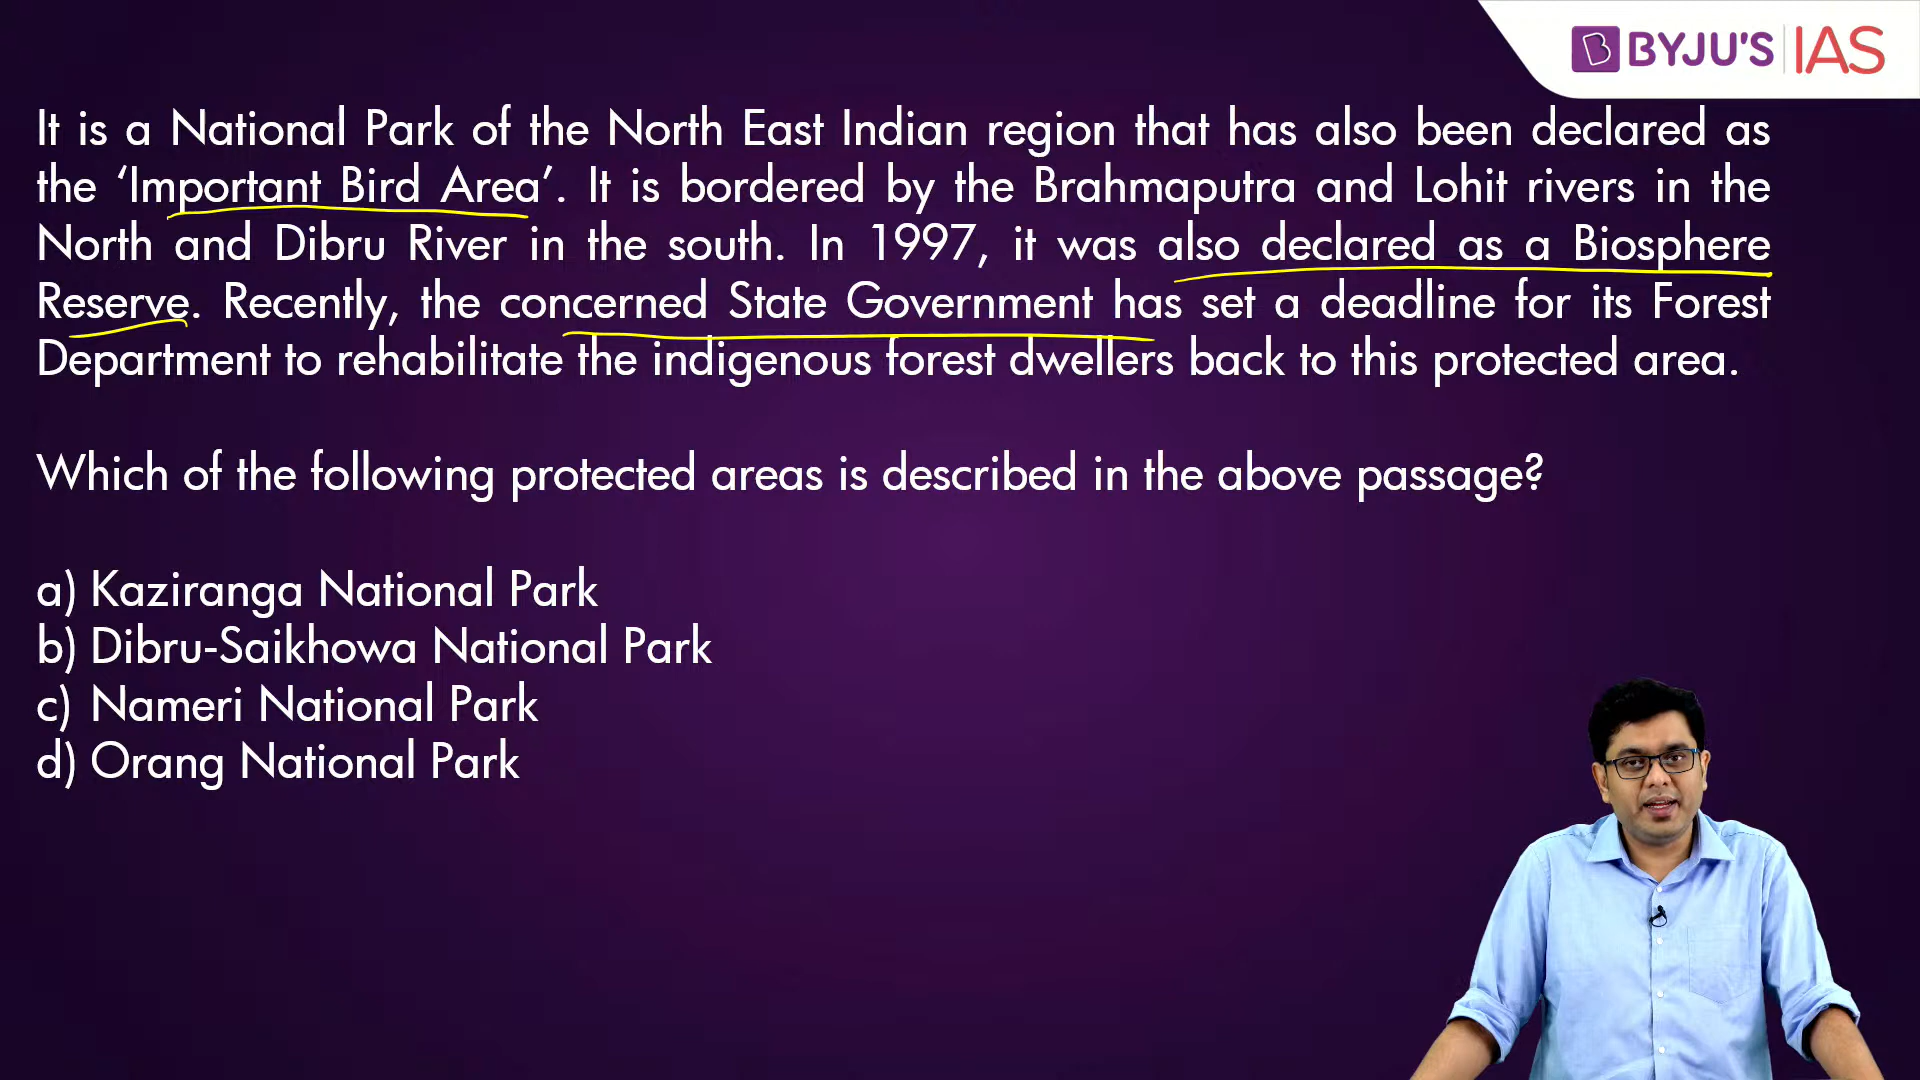 BYJU'S IAS
It is a National Park of the North East Indian region that has also been declared as
the ‘Important Bird Area’. It is bordered by the Brahmaputra and Lohit rivers in the
North and Dibru River in the south. In 1997, it was also declared as a Biosphere
Reserve. Recently, the concerned State Government has set a deadline for its Forest
Department to rehabilitate the indigenous forest dwellers back to this protected area.
Which of the following protected areas is described in the above passage?
a) Kaziranga National Park
b) Dibru-Saikhowa National Park
c) Nameri National Park
d) Orang National Park